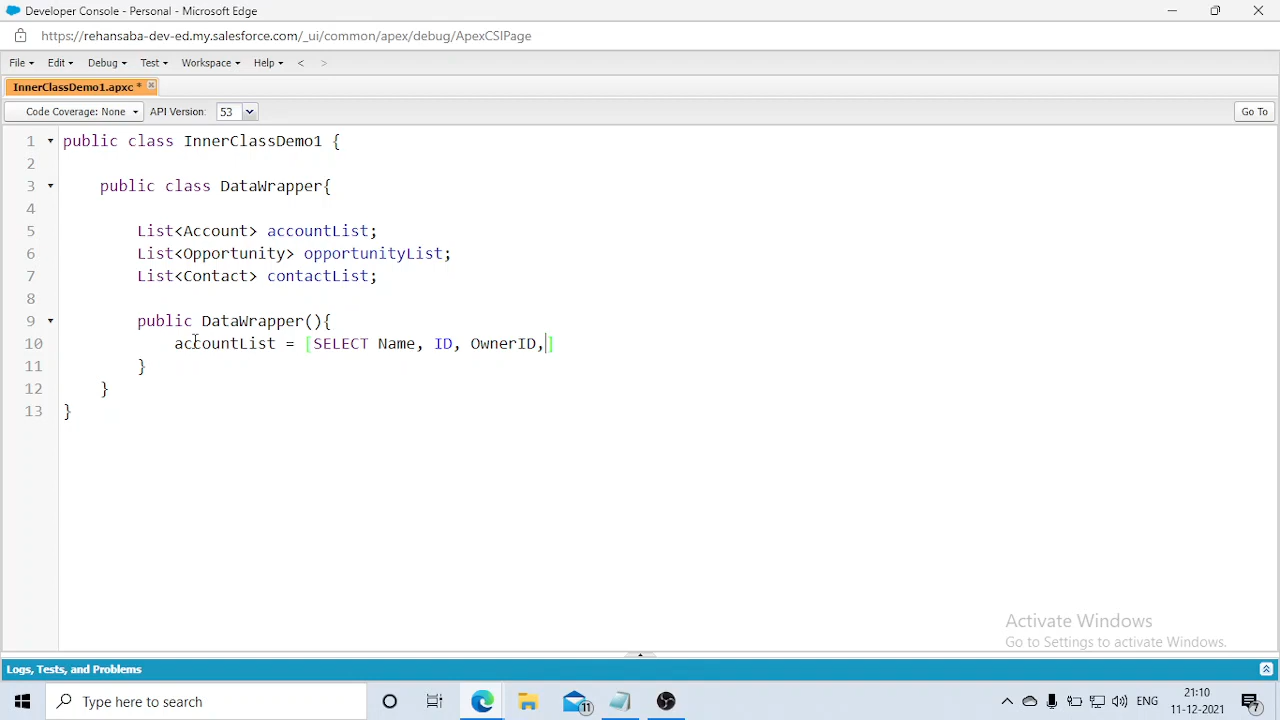 Developer Console - Personal - Microsoft Edge
https://rehansaba-dev-ed.my.salesforce.com/_ui/common/apex/debug/ApexCSIPage
File Edit Debug Test Workspace Help < >
InnerClassDemo1.apxc *
Code Coverage: None API Version: 53 Go To
1 public class InnerClassDemo1 {
2
3 public class DataWrapper{
4
5 List<Account> accountList;
6 List<Opportunity> opportunityList;
7 List<Contact> contactList;
8
9 public DataWrapper(){
10 accountList = [SELECT Name, ID, OwnerID,]
11 }
12 }
13 }
Activate Windows
Go to Settings to activate Windows.
Logs, Tests, and Problems
Type here to search
11
ENG
21:10
11-12-2021
7